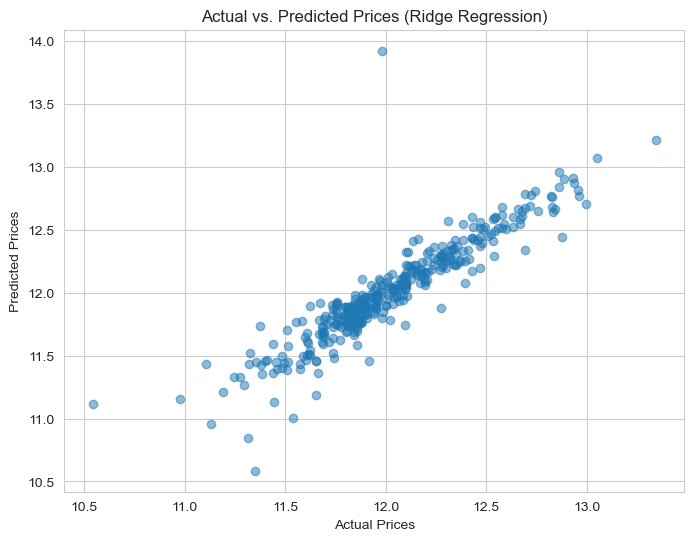 Actual vs. Predicted Prices (Ridge Regression)
14.0
13.5
13.0
12.5
12.0
11.5
11.0
10.5
Predicted Prices
10.5 11.0 11.5 12.0 12.5 13.0
Actual Prices